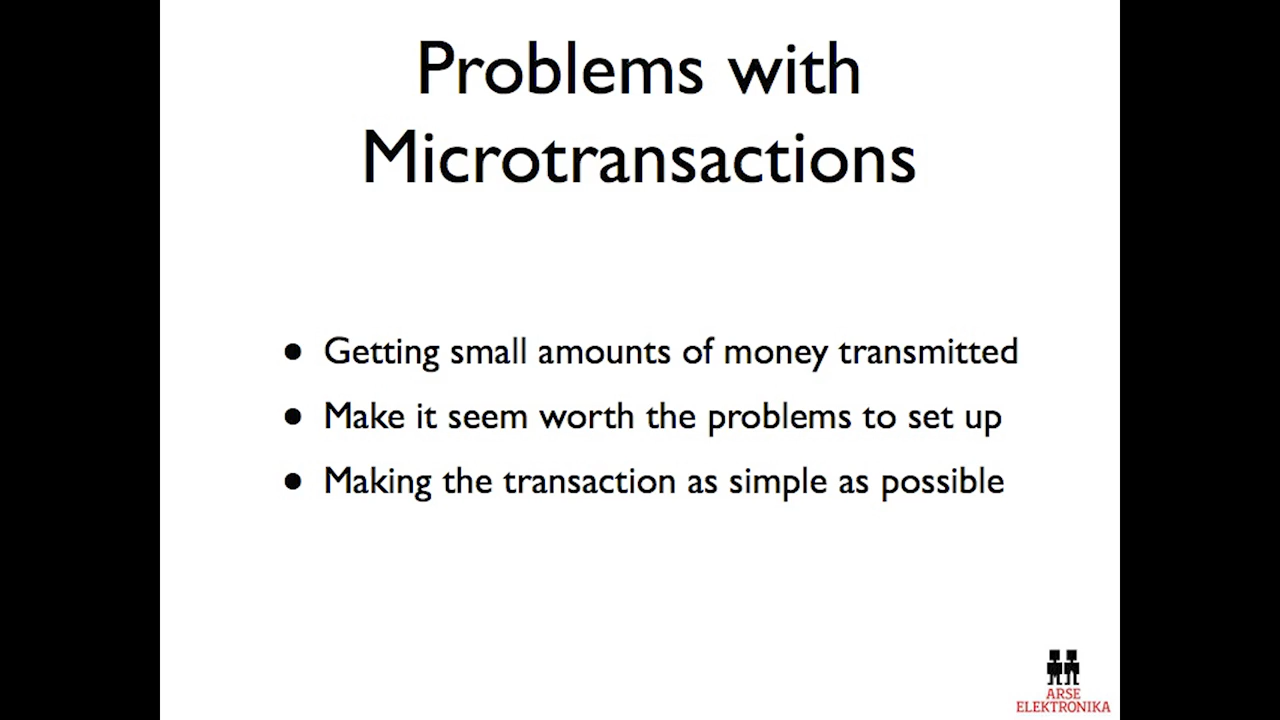 Problems with
Microtransactions
• Getting small amounts of money transmitted
• Make it seem worth the problems to set up
• Making the transaction as simple as possible
ARSE
ELEKTRONIKA